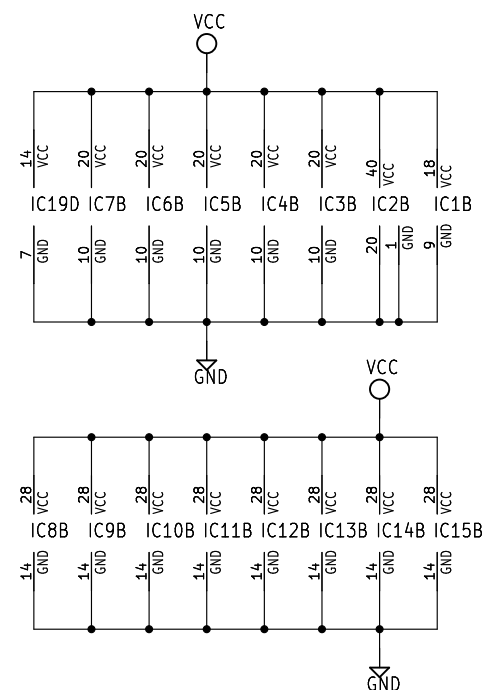 VCC
14 20 20 20 20 20 40 18
VCC VCC VCC VCC VCC VCC VCC VCC
IC19D IC7B IC6B IC5B IC4B IC3B IC2B IC1B
7 10 10 10 10 10 20 1 9
GND GND GND GND GND GND GND GND
GND
VCC
28 28 28 28 28 28 28 28
VCC VCC VCC VCC VCC VCC VCC VCC
IC8B IC9B IC10B IC11B IC12B IC13B IC14B IC15B
14 14 14 14 14 14 14 14
GND GND GND GND GND GND GND GND
GND